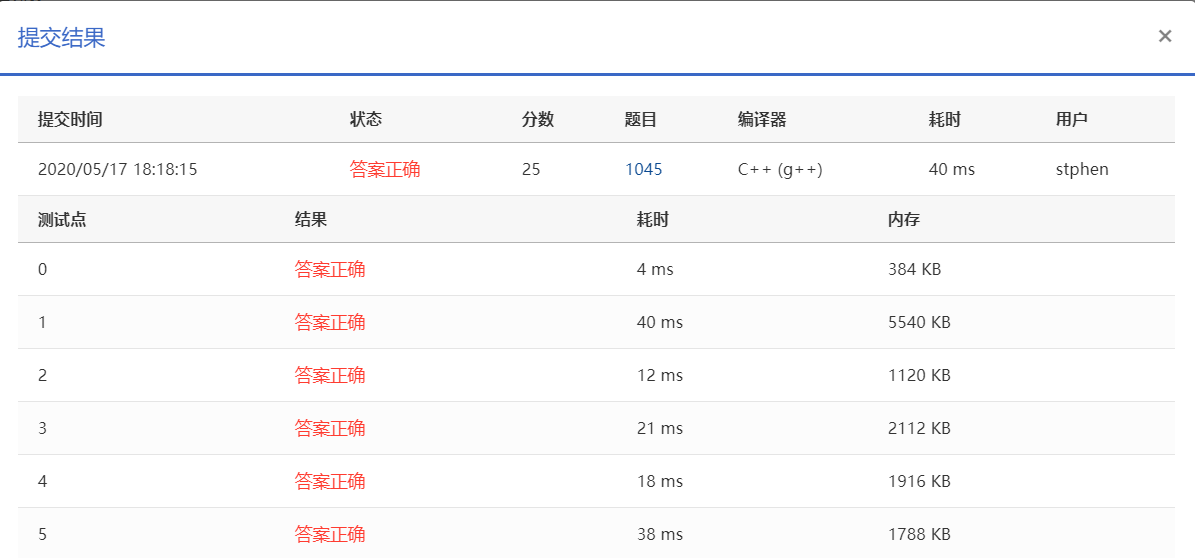 提交结果 ×
提交时间 状态 分数 题目 编译器 耗时 用户
2020/05/17 18:18:15 答案正确 25 1045 C++ (g++) 40 ms stphen
测试点 结果 耗时 内存
0 答案正确 4 ms 384 KB
1 答案正确 40 ms 5540 KB
2 答案正确 12 ms 1120 KB
3 答案正确 21 ms 2112 KB
4 答案正确 18 ms 1916 KB
5 答案正确 38 ms 1788 KB